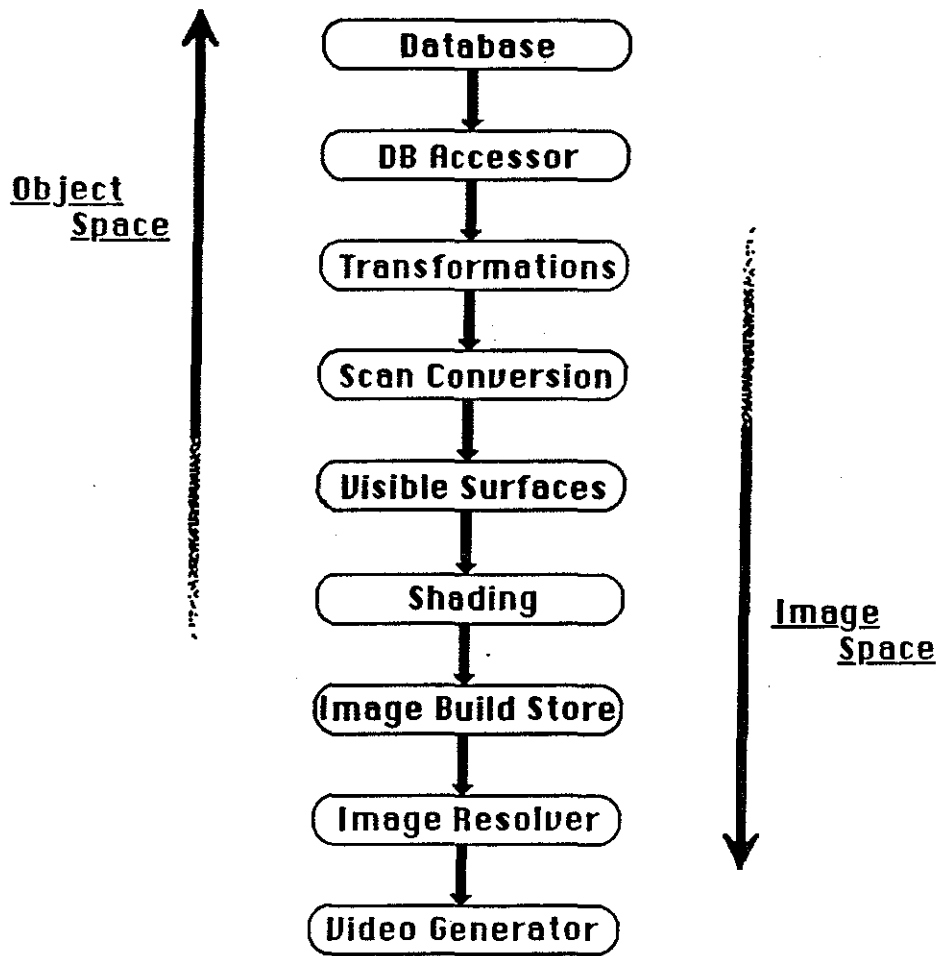 Database
DB Accessor
Object
Space
Transformations
Scan Conversion
Visible Surfaces
Shading
Image
Space
Image Build Store
Image Resolver
Video Generator